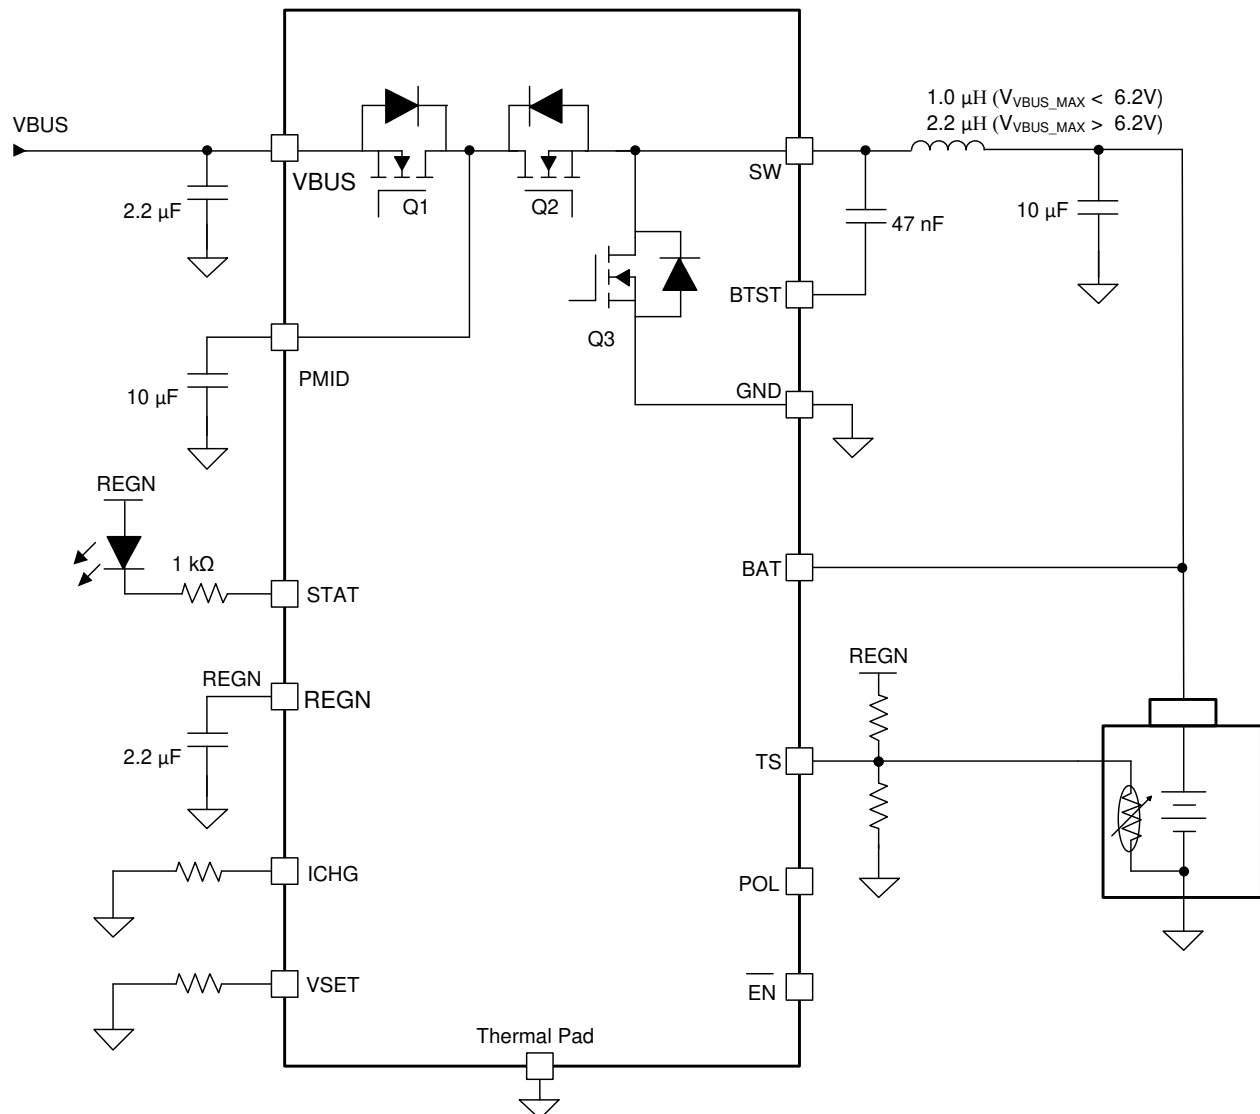 1.0 µH (VVBUS_MAX < 6.2V)
2.2 µH (VVBUS_MAX > 6.2V)
VBUS
VBUS
SW
2.2 µF
Q1
Q2
47 nF
10 µF
BTST
Q3
PMID
10 µF
GND
REGN
1 kΩ
STAT
BAT
REGN
REGN
REGN
2.2 µF
TS
ICHG
POL
VSET
EN
Thermal Pad